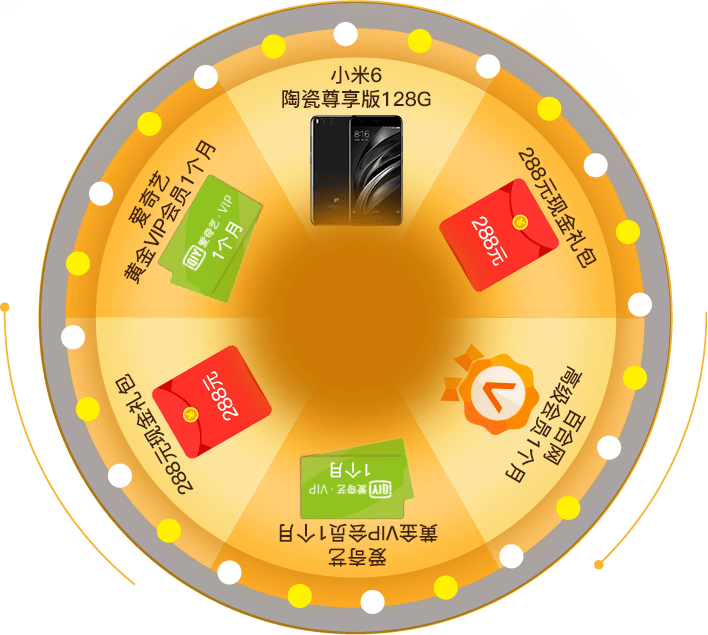 小米6
陶瓷尊享版128G
8:16
288元现金礼包
288元
百合网
高级会员1个月
爱奇艺
黄金VIP会员1个月
iQIYI 爱奇艺·VIP
1个月
288元现金礼包
288元
爱奇艺
黄金VIP会员1个月
iQIYI 爱奇艺·VIP
1个月